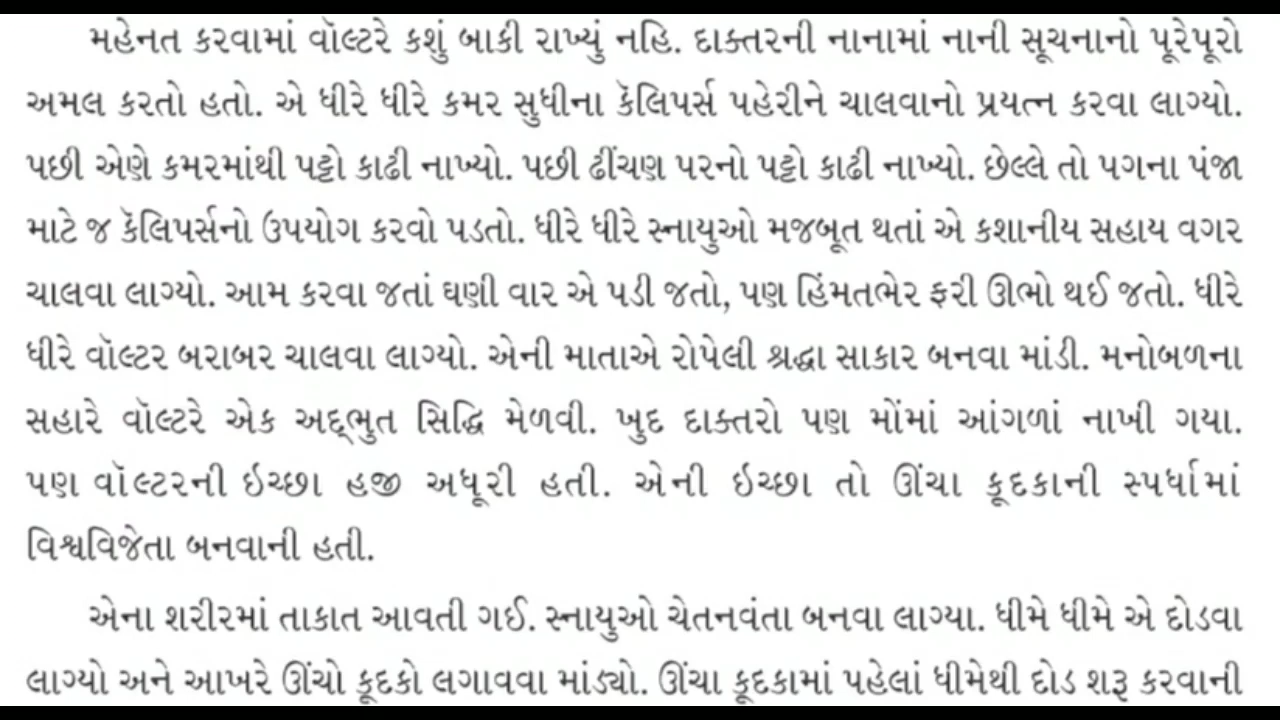 મહેનત કરવામાં વૉલ્ટરે કશું બાકી રાખ્યું નહિ. દાક્તરની નાનામાં નાની સૂચનાનો પૂરેપૂરો
અમલ કરતો હતો. એ ધીરે ધીરે કમર સુધીના કૅલિપર્સ પહેરીને ચાલવાનો પ્રયત્ન કરવા લાગ્યો.
પછી એણે કમરમાંથી પટ્ટો કાઢી નાખ્યો. પછી ઢીંચણ પરનો પટ્ટો કાઢી નાખ્યો. છેલ્લે તો પગના પંજા
માટે જ કૅલિપર્સનો ઉપયોગ કરવો પડતો. ધીરે ધીરે સ્નાયુઓ મજબૂત થતાં એ કશાનીય સહાય વગર
ચાલવા લાગ્યો. આમ કરવા જતાં ઘણી વાર એ પડી જતો, પણ હિંમતભેર ફરી ઊભો થઈ જતો. ધીરે
ધીરે વૉલ્ટર બરાબર ચાલવા લાગ્યો. એની માતાએ રોપેલી શ્રદ્ધા સાકાર બનવા માંડી. મનોબળના
સહારે વૉલ્ટરે એક અદ્ભુત સિદ્ધિ મેળવી. ખુદ દાક્તરો પણ મોંમાં આંગળાં નાખી ગયા.
પણ વૉલ્ટરની ઇચ્છા હજી અધૂરી હતી. એની ઇચ્છા તો ઊંચા કૂદકાની સ્પર્ધામાં
વિશ્વવિજેતા બનવાની હતી.
એના શરીરમાં તાકાત આવતી ગઈ. સ્નાયુઓ ચેતનવંતા બનવા લાગ્યા. ધીમે ધીમે એ દોડવા
લાગ્યો અને આખરે ઊંચો કૂદકો લગાવવા માંડ્યો. ઊંચા કૂદકામાં પહેલાં ધીમેથી દોડ શરૂ કરવાની